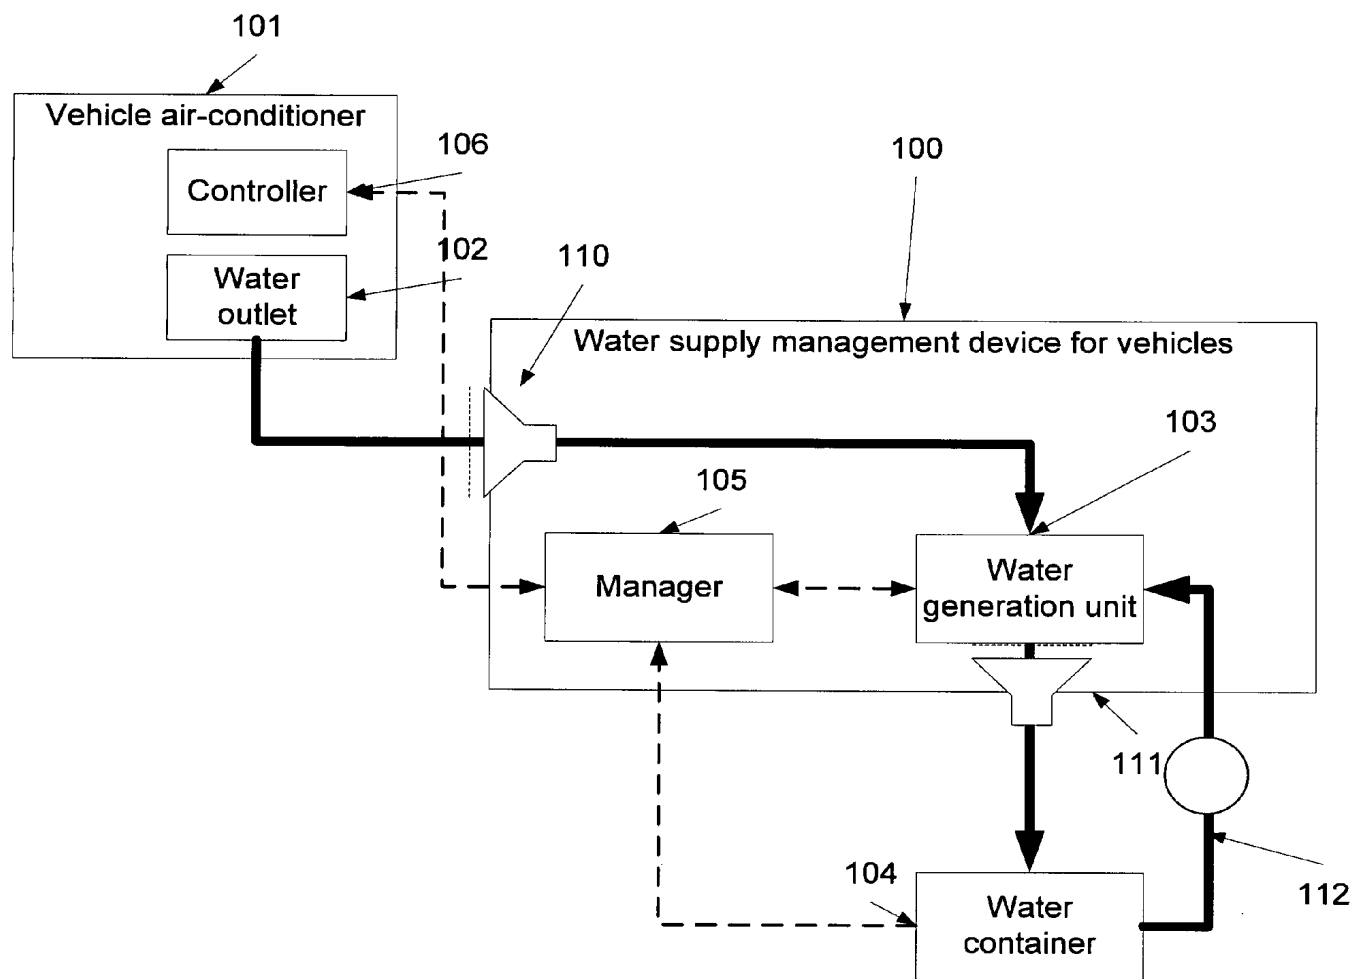 101
Vehicle air-conditioner
106
Controller
100
102
110
Water
outlet
Water supply management device for vehicles
103
105
Manager
Water
generation unit
111
104
112
Water
container